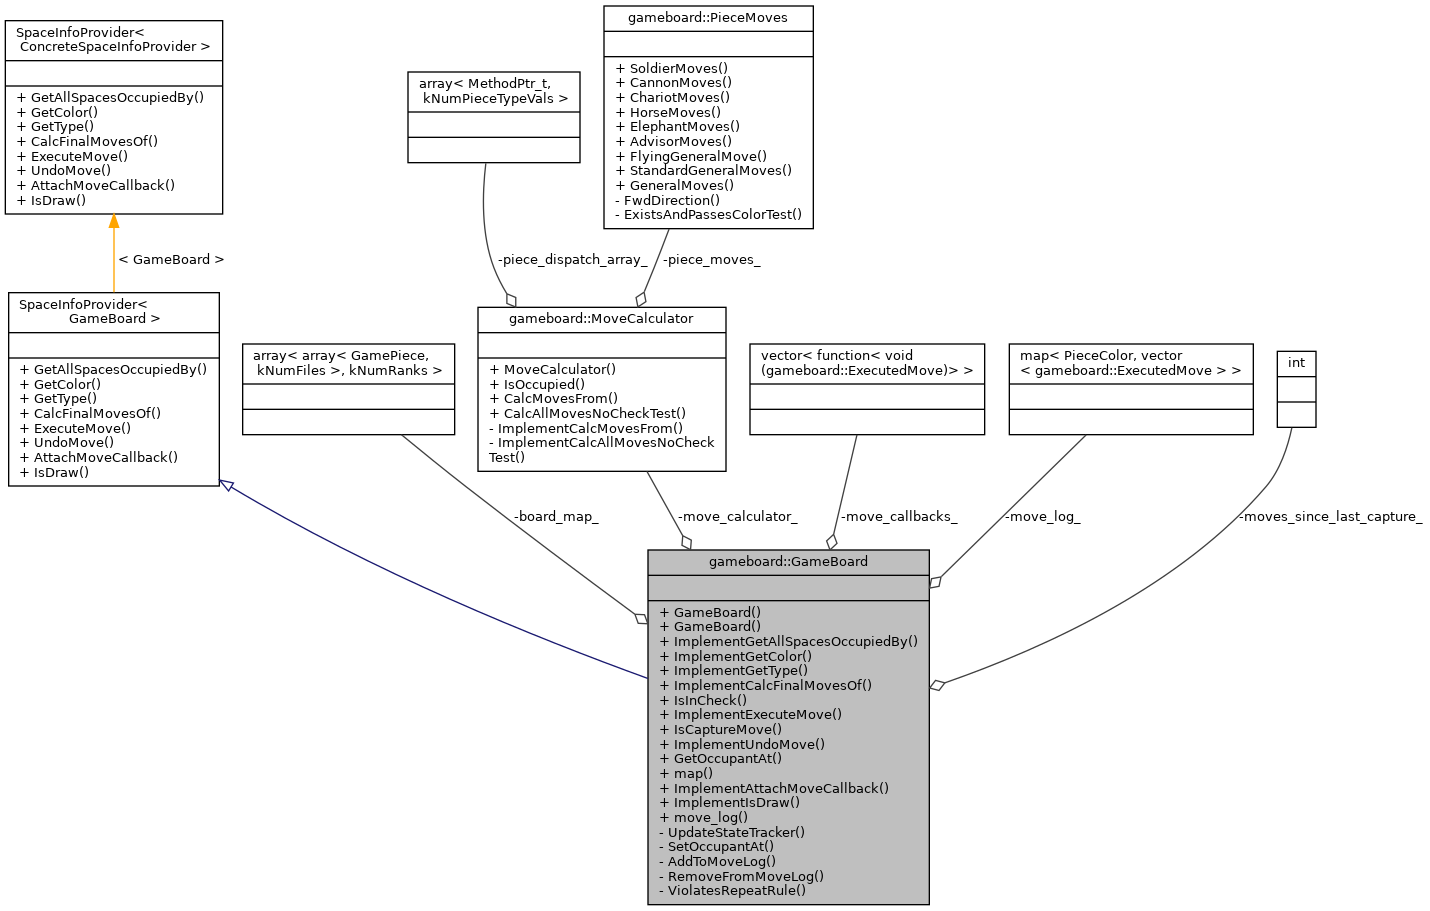 SpaceInfoProvider<
ConcreteSpaceInfoProvider >
+ GetAllSpacesOccupiedBy()
+ GetColor()
+ GetType()
+ CalcFinalMovesOf()
+ ExecuteMove()
+ UndoMove()
+ AttachMoveCallback()
+ IsDraw()
< GameBoard >
SpaceInfoProvider<
GameBoard >
+ GetAllSpacesOccupiedBy()
+ GetColor()
+ GetType()
+ CalcFinalMovesOf()
+ ExecuteMove()
+ UndoMove()
+ AttachMoveCallback()
+ IsDraw()
array< array< GamePiece,
kNumFiles >, kNumRanks >
-board_map_
array< MethodPtr_t,
kNumPieceTypeVals >
-piece_dispatch_array_
gameboard::PieceMoves
+ SoldierMoves()
+ CannonMoves()
+ ChariotMoves()
+ HorseMoves()
+ ElephantMoves()
+ AdvisorMoves()
+ FlyingGeneralMove()
+ StandardGeneralMoves()
+ GeneralMoves()
- FwdDirection()
- ExistsAndPassesColorTest()
-piece_moves_
gameboard::MoveCalculator
+ MoveCalculator()
+ IsOccupied()
+ CalcMovesFrom()
+ CalcAllMovesNoCheckTest()
- ImplementCalcMovesFrom()
- ImplementCalcAllMovesNoCheck
Test()
-move_calculator_
vector< function< void
(gameboard::ExecutedMove)> >
-move_callbacks_
map< PieceColor, vector
< gameboard::ExecutedMove > >
-move_log_
int
-moves_since_last_capture_
gameboard::GameBoard
+ GameBoard()
+ GameBoard()
+ ImplementGetAllSpacesOccupiedBy()
+ ImplementGetColor()
+ ImplementGetType()
+ ImplementCalcFinalMovesOf()
+ IsInCheck()
+ ImplementExecuteMove()
+ IsCaptureMove()
+ ImplementUndoMove()
+ GetOccupantAt()
+ map()
+ ImplementAttachMoveCallback()
+ ImplementIsDraw()
+ move_log()
- UpdateStateTracker()
- SetOccupantAt()
- AddToMoveLog()
- RemoveFromMoveLog()
- ViolatesRepeatRule()